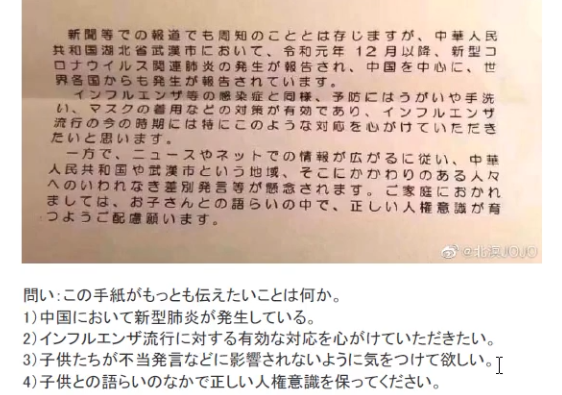 新聞等での報道でも周知のこととは存じますが、中華人民
共和国湖北省武漢市において、令和元年12月以降、新型コ
ロナウイルス関連肺炎の発生が報告され、中国を中心に、世
界各国からも発生が報告されています。
インフルエンザ等の感染症と同様、予防にはうがいや手洗
い、マスクの着用などの対策が有効であり、インフルエンザ
流行の今の時期には特にこのような対応を心がけていただき
たいと思います。
一方で、ニュースやネットでの情報が広がるに従い、中華
人民共和国や武漢市という地域、そこにかかわりのある人々
へのいわれなき差別発言等が懸念されます。ご家庭におかれ
ましては、お子さんとの語らいの中で、正しい人権意識が育
つようご配慮願います。
@北溟JOJO
問い:この手紙がもっとも伝えたいことは何か。
1)中国において新型肺炎が発生している。
2)インフルエンザ流行に対する有効な対応を心がけていただきたい。
3)子供たちが不当発言などに影響されないように気をつけて欲しい。
4)子供との語らいのなかで正しい人権意識を保ってください。